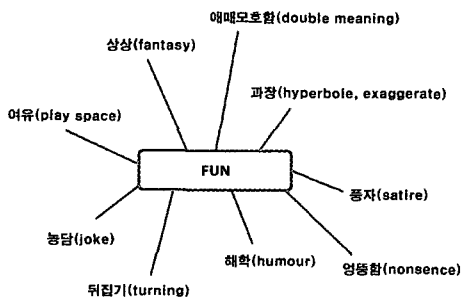 애매모호함(double meaning)
상상(fantasy)
과장(hyperbole, exaggerate)
여유(play space)
FUN
풍자(satire)
농담(joke)
해학(humour)
엉뚱함(nonsence)
뒤집기(turning)